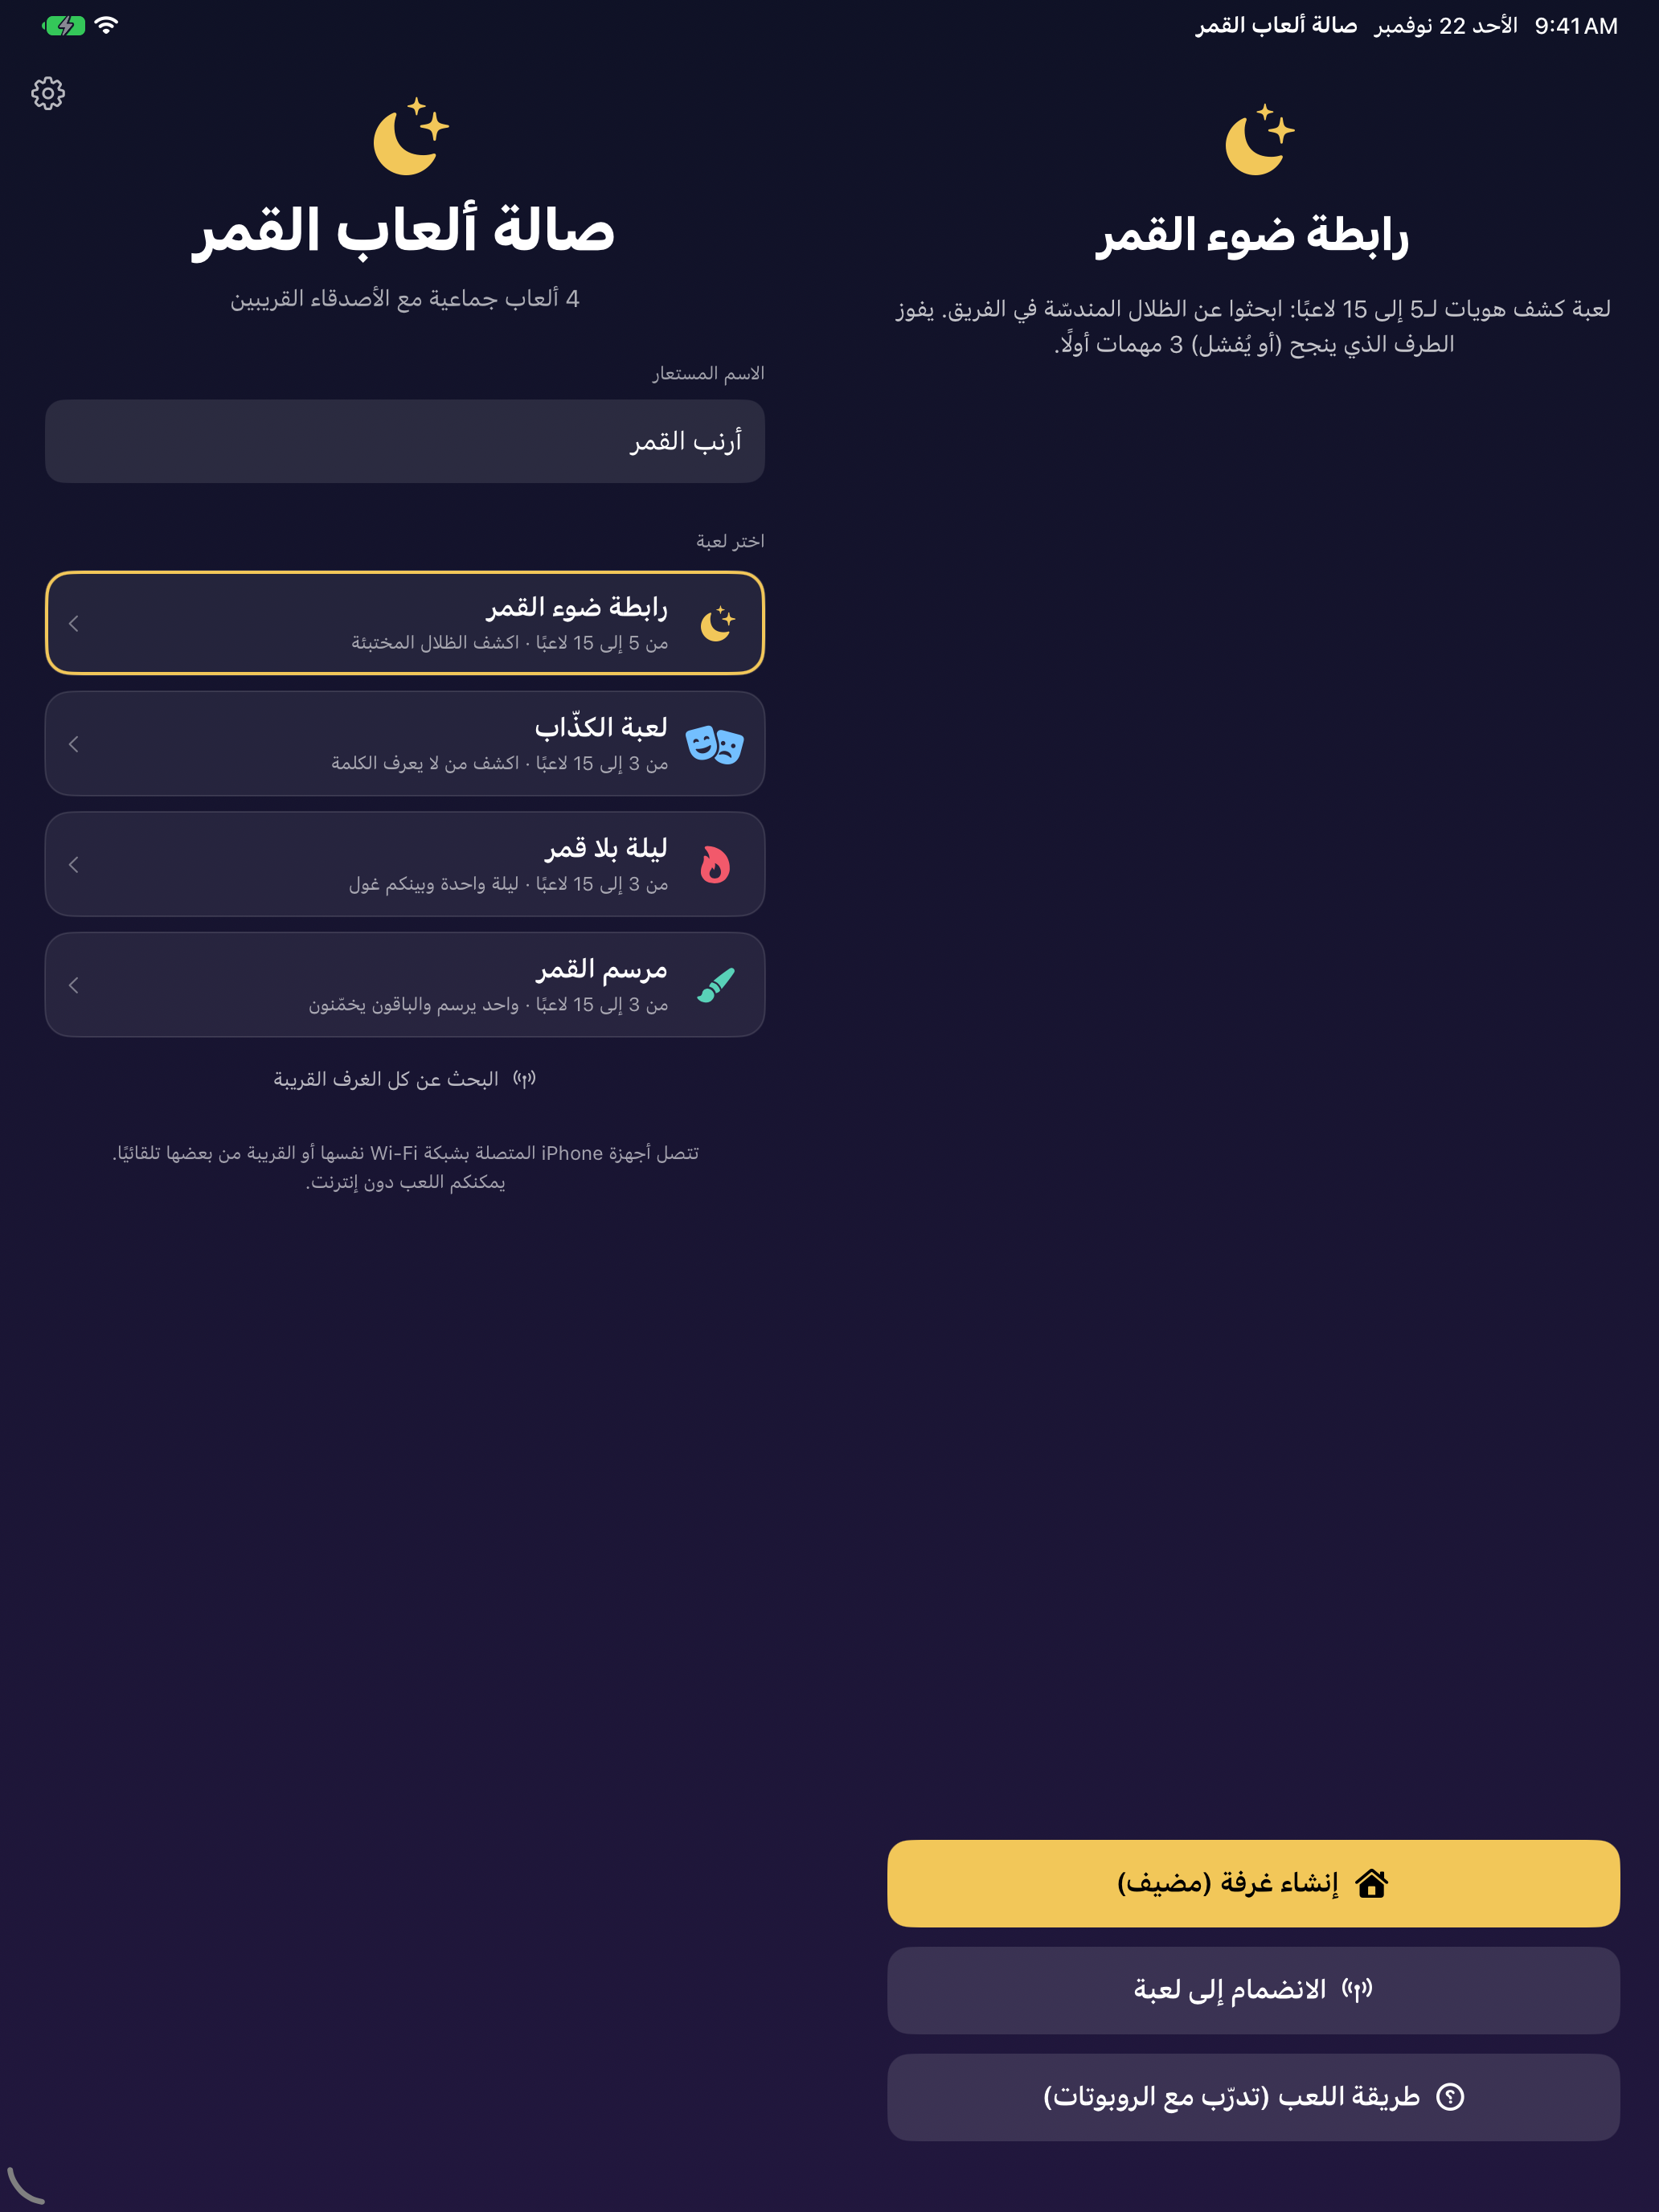 9:41 AM الأحد 22 نوفمبر صالة ألعاب القمر
رابطة ضوء القمر
لعبة كشف هويات لـ5 إلى 15 لاعبًا: ابحثوا عن الظلال المندسّة في الفريق. يفوز
الطرف الذي ينجح (أو يُفشل) 3 مهمات أولًا.
إنشاء غرفة (مضيف)
الانضمام إلى لعبة
طريقة اللعب (تدرّب مع الروبوتات)
صالة ألعاب القمر
4 ألعاب جماعية مع الأصدقاء القريبين
الاسم المستعار
أرنب القمر
اختر لعبة
رابطة ضوء القمر
من 5 إلى 15 لاعبًا · اكشف الظلال المختبئة
لعبة الكذّاب
من 3 إلى 15 لاعبًا · اكشف من لا يعرف الكلمة
ليلة بلا قمر
من 3 إلى 15 لاعبًا · ليلة واحدة وبينكم غول
مرسم القمر
من 3 إلى 15 لاعبًا · واحد يرسم والباقون يخمّنون
البحث عن كل الغرف القريبة
تتصل أجهزة iPhone المتصلة بشبكة Wi-Fi نفسها أو القريبة من بعضها تلقائيًا.
يمكنكم اللعب دون إنترنت.